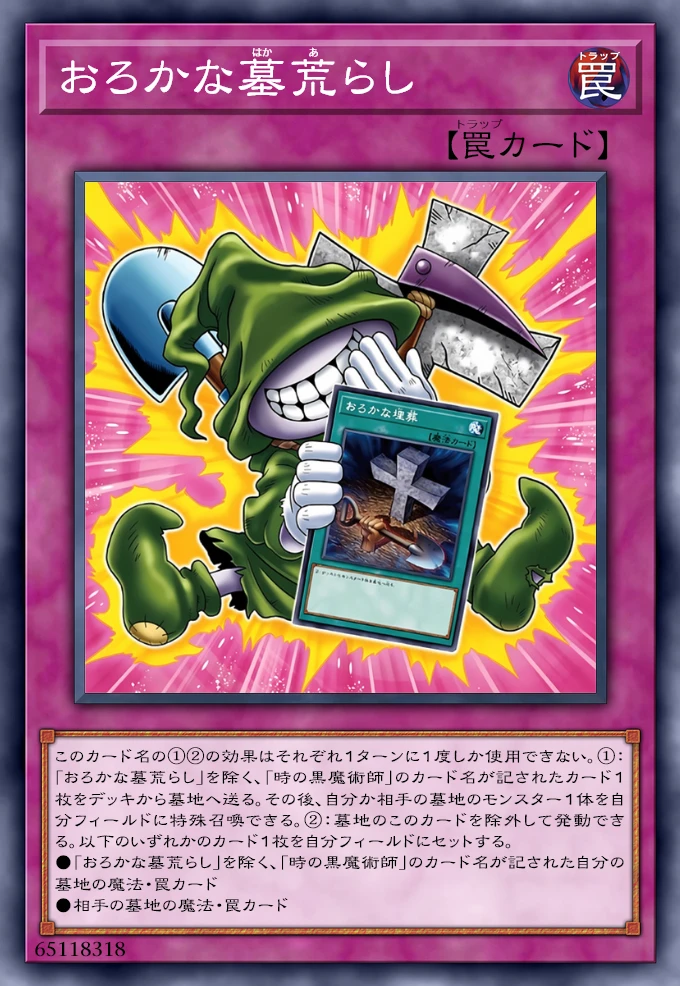 はか あ
おろかな墓荒らし
トラップ
罠
トラップ
【罠カード】
おろかな埋葬
【魔法カード】
このカード名の①②の効果はそれぞれ1ターンに1度しか使用できない。①：
「おろかな墓荒らし」を除く、「時の黒魔術師」のカード名が記されたカード1
枚をデッキから墓地へ送る。その後、自分か相手の墓地のモンスター1体を自
分フィールドに特殊召喚できる。②：墓地のこのカードを除外して発動でき
る。以下のいずれかのカード1枚を自分フィールドにセットする。
●「おろかな墓荒らし」を除く、「時の黒魔術師」のカード名が記された自分の
墓地の魔法・罠カード
●相手の墓地の魔法・罠カード
65118318